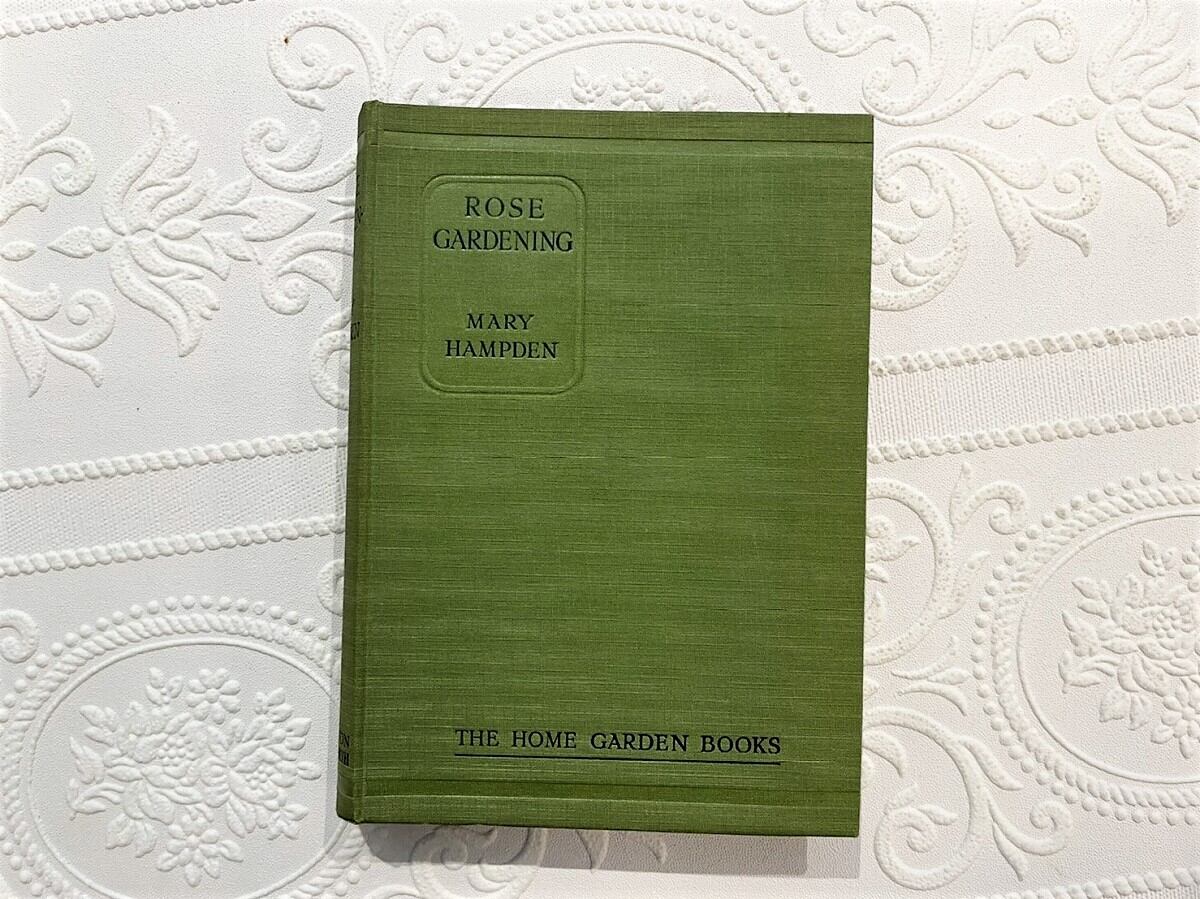 ROSE
GARDENING
MARY
HAMPDEN
THE HOME GARDEN BOOKS